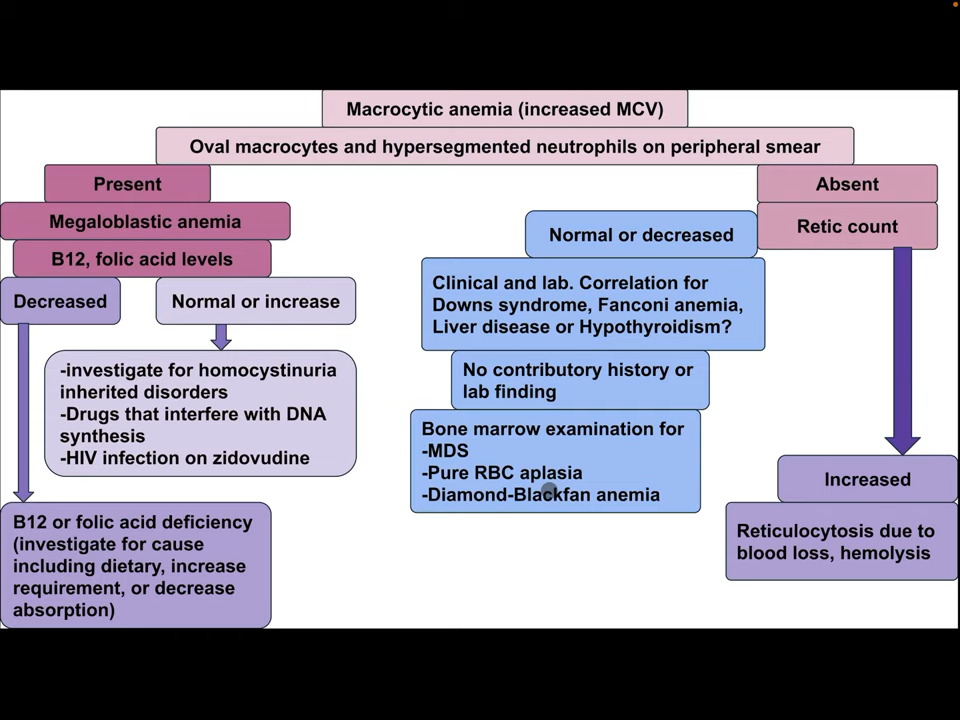 Macrocytic anemia (increased MCV)
Oval macrocytes and hypersegmented neutrophils on peripheral smear
Present
Megaloblastic anemia
B12, folic acid levels
Decreased
Normal or increase
-investigate for homocystinuria
inherited disorders
-Drugs that interfere with DNA
synthesis
-HIV infection on zidovudine
B12 or folic acid deficiency
(investigate for cause
including dietary, increase
requirement, or decrease
absorption)
Absent
Retic count
Normal or decreased
Clinical and lab. Correlation for
Downs syndrome, Fanconi anemia,
Liver disease or Hypothyroidism?
No contributory history or
lab finding
Bone marrow examination for
-MDS
-Pure RBC aplasia
-Diamond-Blackfan anemia
Increased
Reticulocytosis due to
blood loss, hemolysis